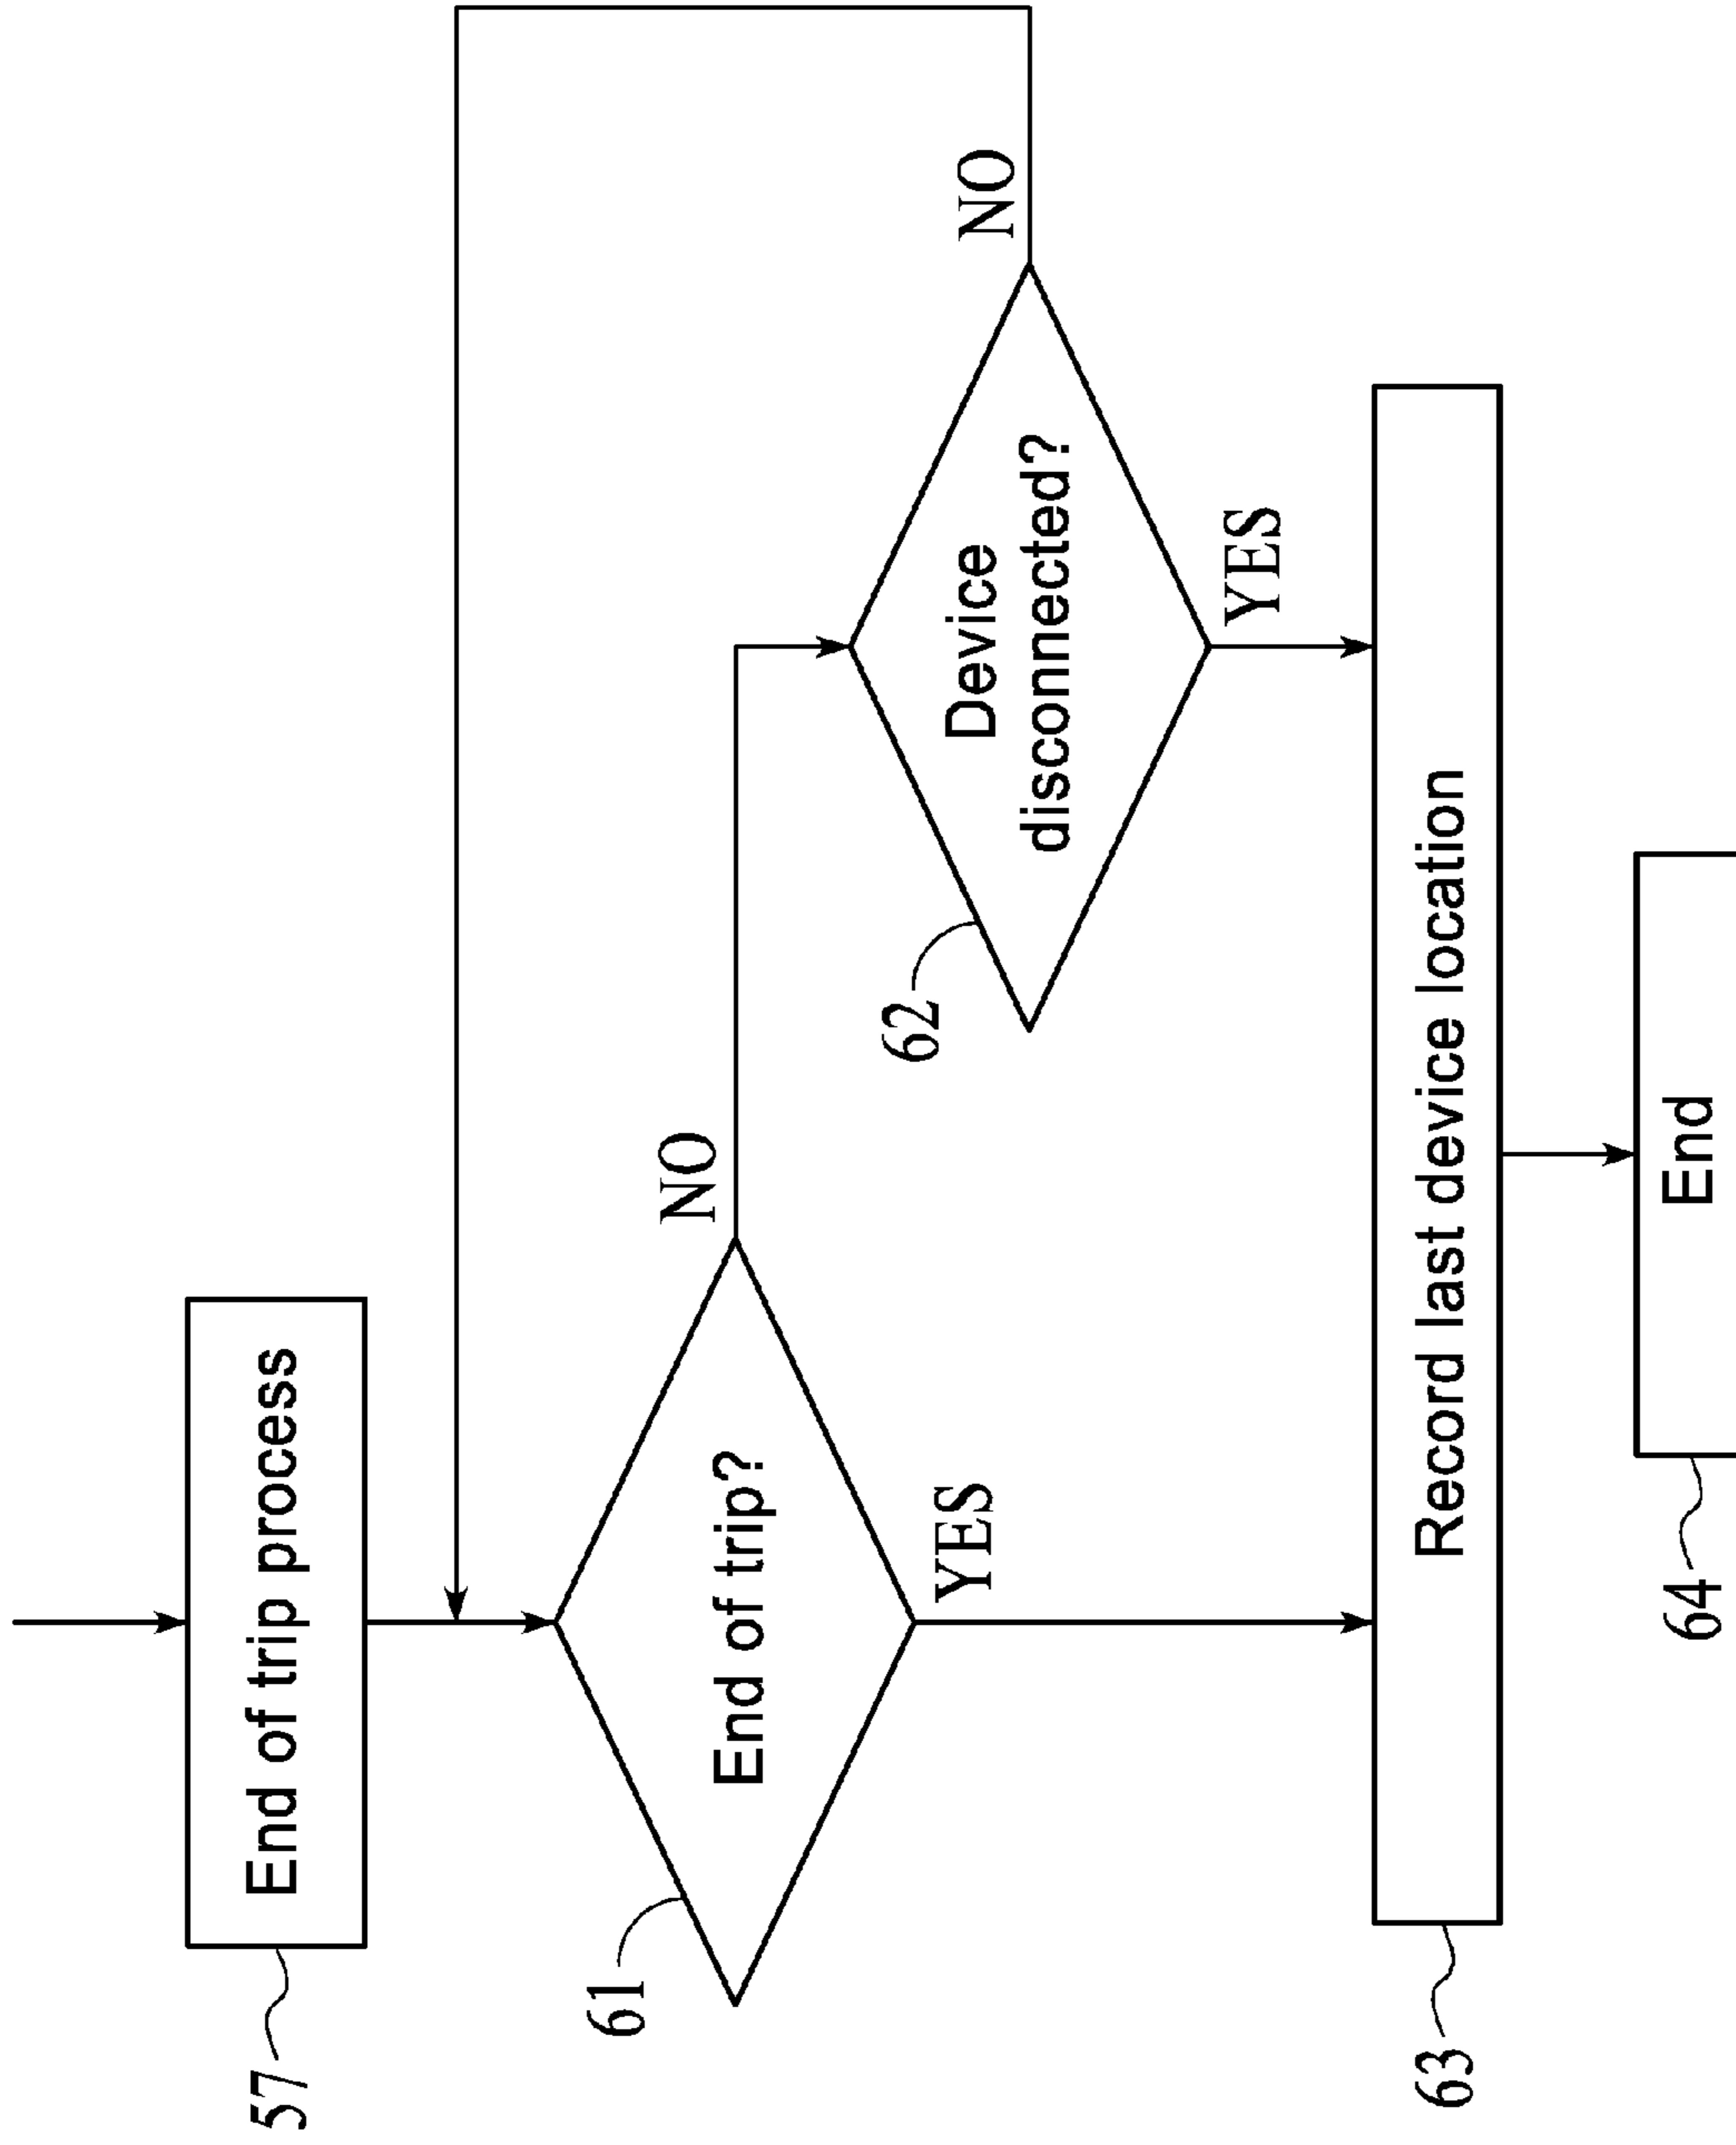 57
End of trip process
61
End of trip?
NO
YES
62
Device
disconnected?
NO
YES
63
Record last device location
64
End